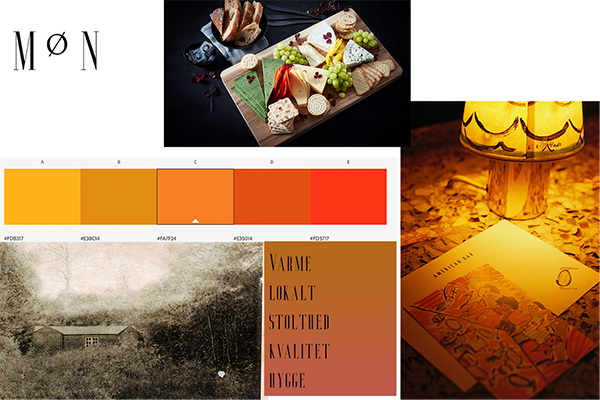 MØN
A B C D E
#FDB317 #E38C14 #FA7F24 #E35014 #FD3717
AMERICAN BAR
VARME
LOKALT
STOLTHED
KVALITET
HYGGE